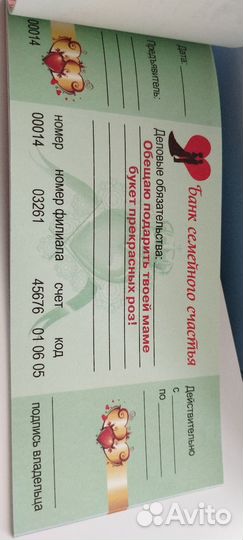 Дата:
Предъявитель:
00014
Банк семейного счастья
Деловые обязательства:
Обещаю подарить твоей маме
букет прекрасных роз!
номер номер филиала счет код
00014 03261 45676 01 06 05
Действительно
с
по
подпись владельца
Avito